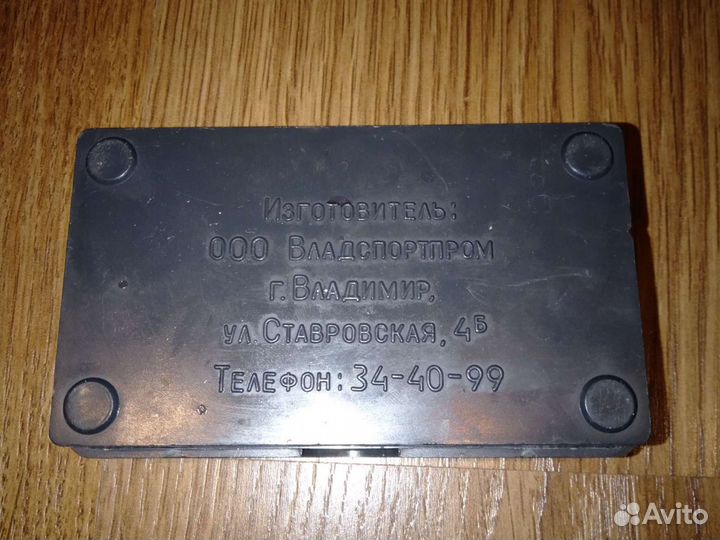 Изготовитель:
ООО Владспортпром
г. Владимир,
ул. Ставровская, 4Б
Телефон: 34-40-99
Avito